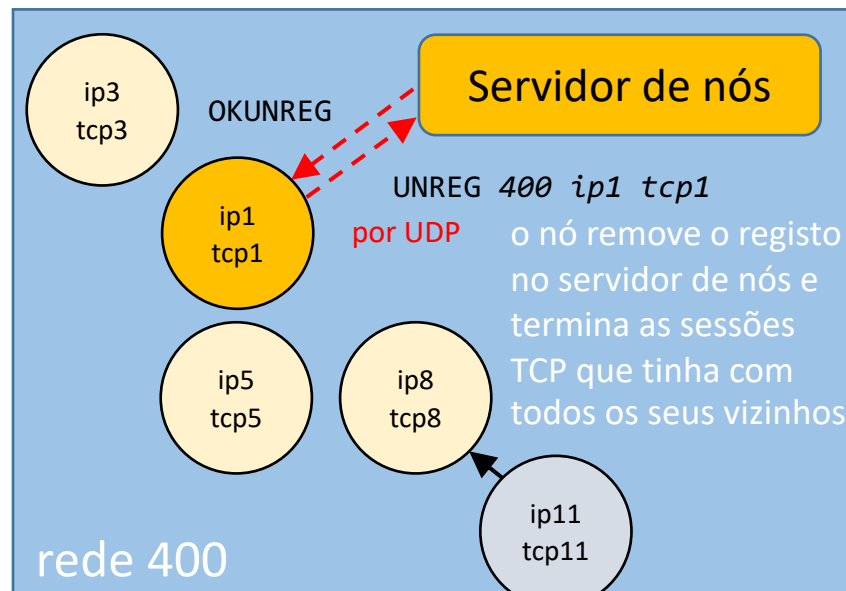 ip3
tcp3
OKUNREG
Servidor de nós
UNREG 400 ip1 tcp1
ip1
tcp1
por UDP
o nó remove o registo
no servidor de nós e
termina as sessões
TCP que tinha com
todos os seus vizinhos
ip5
tcp5
ip8
tcp8
ip11
tcp11
rede 400